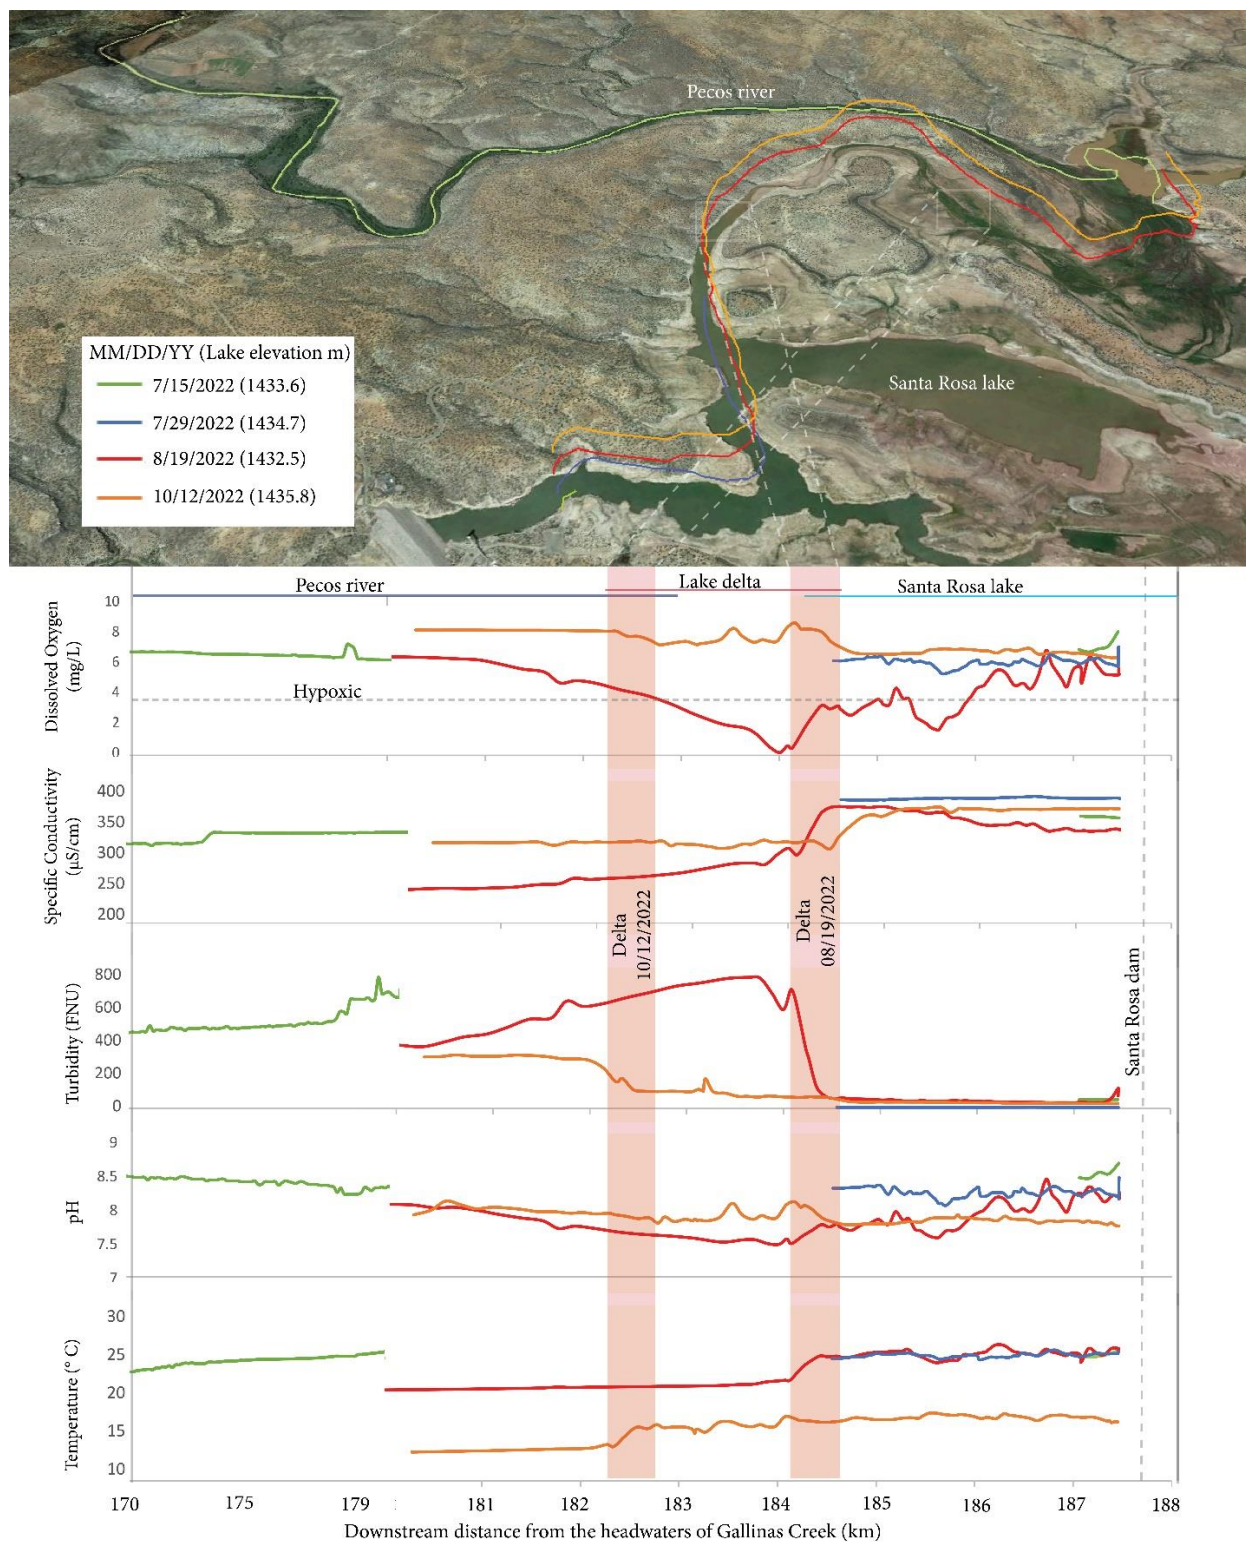 Pecos river
Santa Rosa lake
MM/DD/YY (Lake elevation m)
7/15/2022 (1433.6)
7/29/2022 (1434.7)
8/19/2022 (1432.5)
10/12/2022 (1435.8)
Pecos river
Lake delta
Santa Rosa lake
Dissolved Oxygen
(mg/L)
10
8
6
4
2
0
Hypoxic
Specific Conductivity
(µS/cm)
400
350
300
250
200
Delta
10/12/2022
Delta
08/19/2022
Santa Rosa dam
Turbidity (FNU)
800
600
400
200
0
pH
9
8.5
8
7.5
7
Temperature (° C)
30
25
20
15
10
170 175 179 181 182 183 184 185 186 187 188
Downstream distance from the headwaters of Gallinas Creek (km)